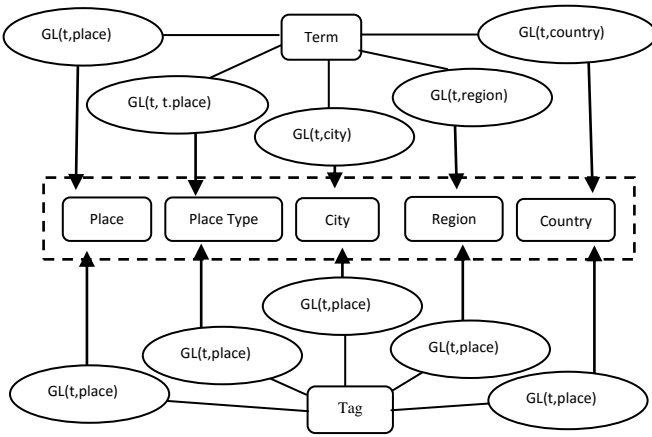 GL(t,place)
Term
GL(t,country)
GL(t, t.place)
GL(t,region)
GL(t,city)
Place
Place Type
City
Region
Country
GL(t,place)
GL(t,place)
GL(t,place)
GL(t,place)
GL(t,place)
Tag